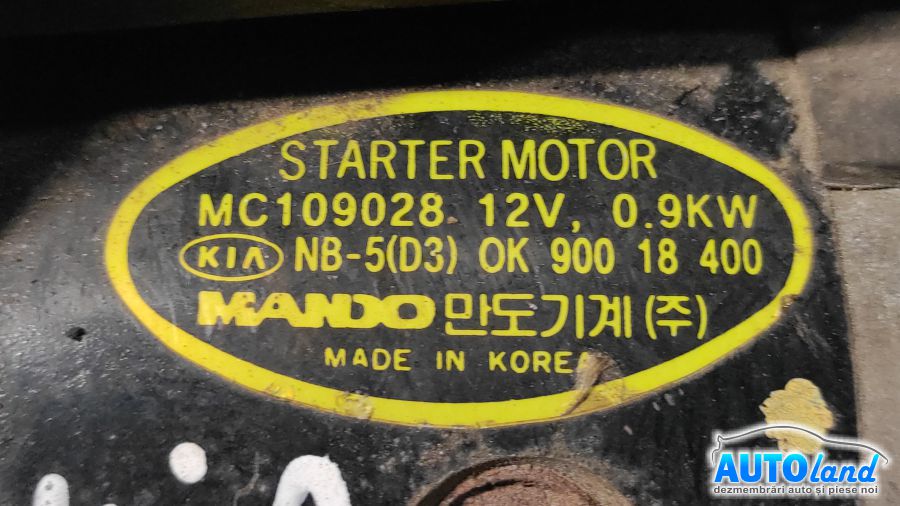 STARTER MOTOR
MC109028 12V, 0.9KW
KIA NB-5(D3) OK 900 18 400
MANDO 만도기계(주)
MADE IN KOREA
AUTOland
dezmembrări auto și piese noi